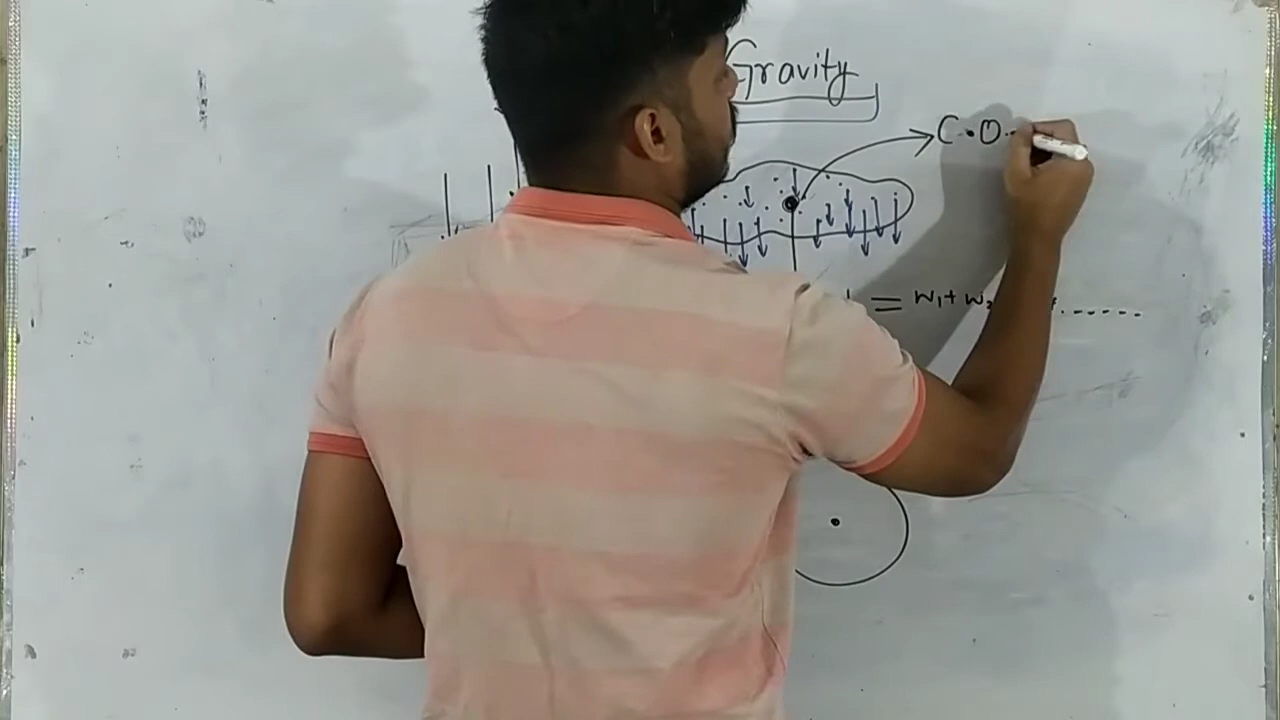 Gravity
C.O.
= W₁+W₂
......